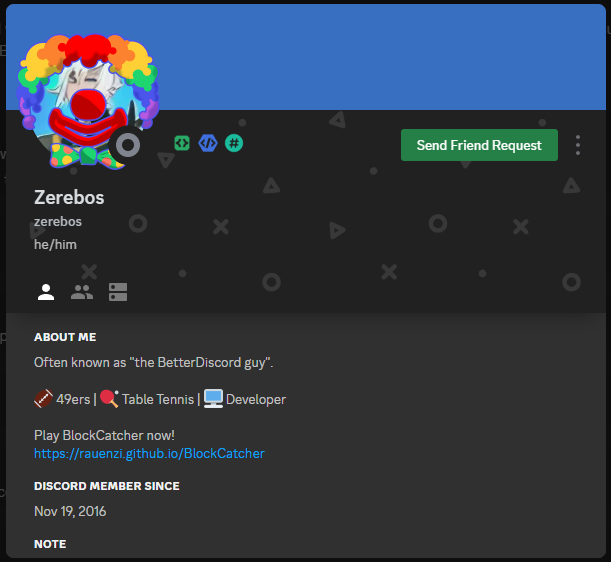 #
Send Friend Request
Zerebos
zerebos
he/him
ABOUT ME
Often known as "the BetterDiscord guy".
49ers | Table Tennis | Developer
Play BlockCatcher now!
https://rauenzi.github.io/BlockCatcher
DISCORD MEMBER SINCE
Nov 19, 2016
NOTE